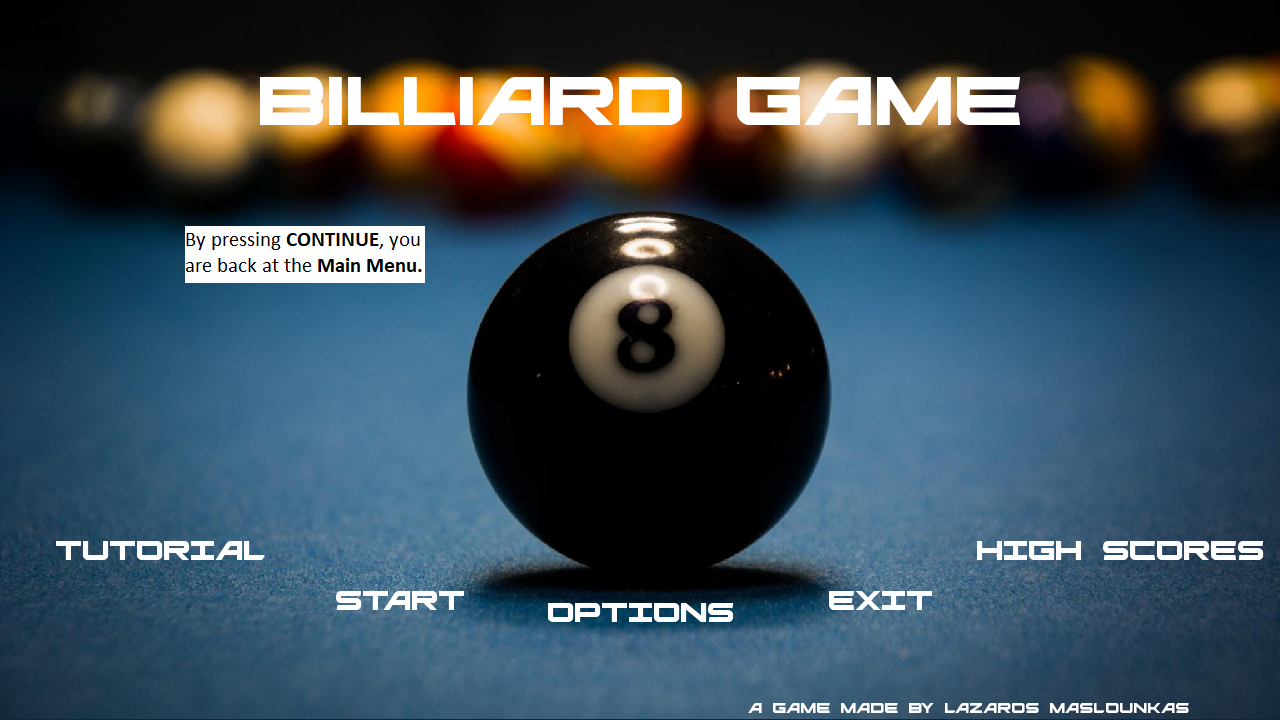 BILLIARD GAME
By pressing CONTINUE, you
are back at the Main Menu.
8
TUTORIAL
HIGH SCORES
START
OPTIONS
EXIT
A GAME MADE BY LAZAROS MASLOUNKAS